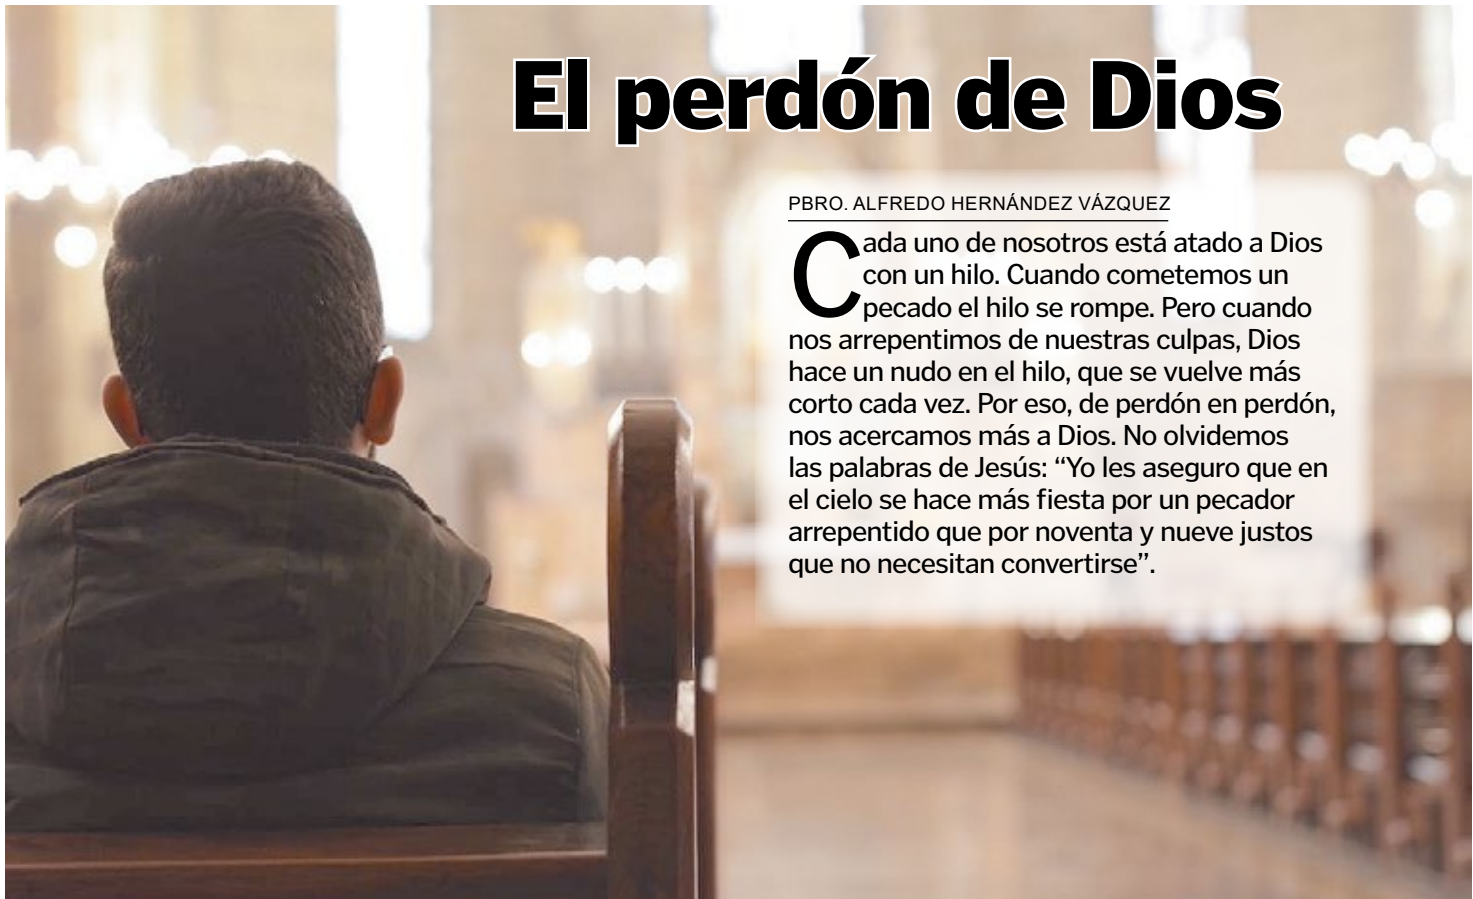 El perdón de Dios
PBRO. ALFREDO HERNÁNDEZ VÁZQUEZ
Cada uno de nosotros está atado a Dios
con un hilo. Cuando cometemos un
pecado el hilo se rompe. Pero cuando
nos arrepentimos de nuestras culpas, Dios
hace un nudo en el hilo, que se vuelve más
corto cada vez. Por eso, de perdón en perdón,
nos acercamos más a Dios. No olvidemos
las palabras de Jesús: “Yo les aseguro que en
el cielo se hace más fiesta por un pecador
arrepentido que por noventa y nueve justos
que no necesitan convertirse”.